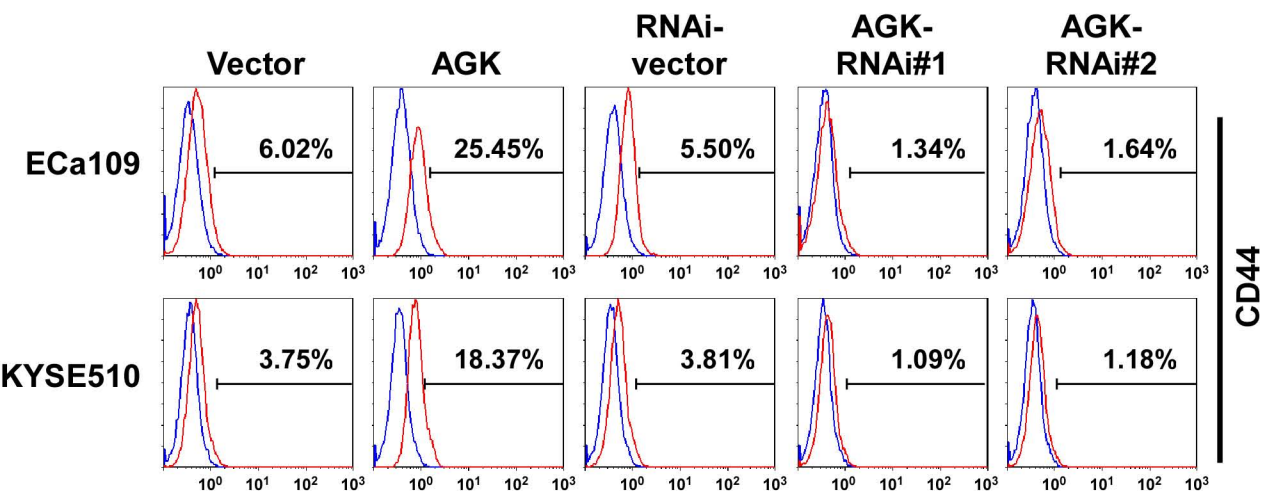 Vector AGK RNAi-vector AGK-RNAi#1 AGK-RNAi#2
ECa109 6.02% 25.45% 5.50% 1.34% 1.64%
10⁰ 10¹ 10² 10³ 10⁰ 10¹ 10² 10³ 10⁰ 10¹ 10² 10³ 10⁰ 10¹ 10² 10³ 10⁰ 10¹ 10² 10³
KYSE510 3.75% 18.37% 3.81% 1.09% 1.18%
10⁰ 10¹ 10² 10³ 10⁰ 10¹ 10² 10³ 10⁰ 10¹ 10² 10³ 10⁰ 10¹ 10² 10³ 10⁰ 10¹ 10² 10³
CD44